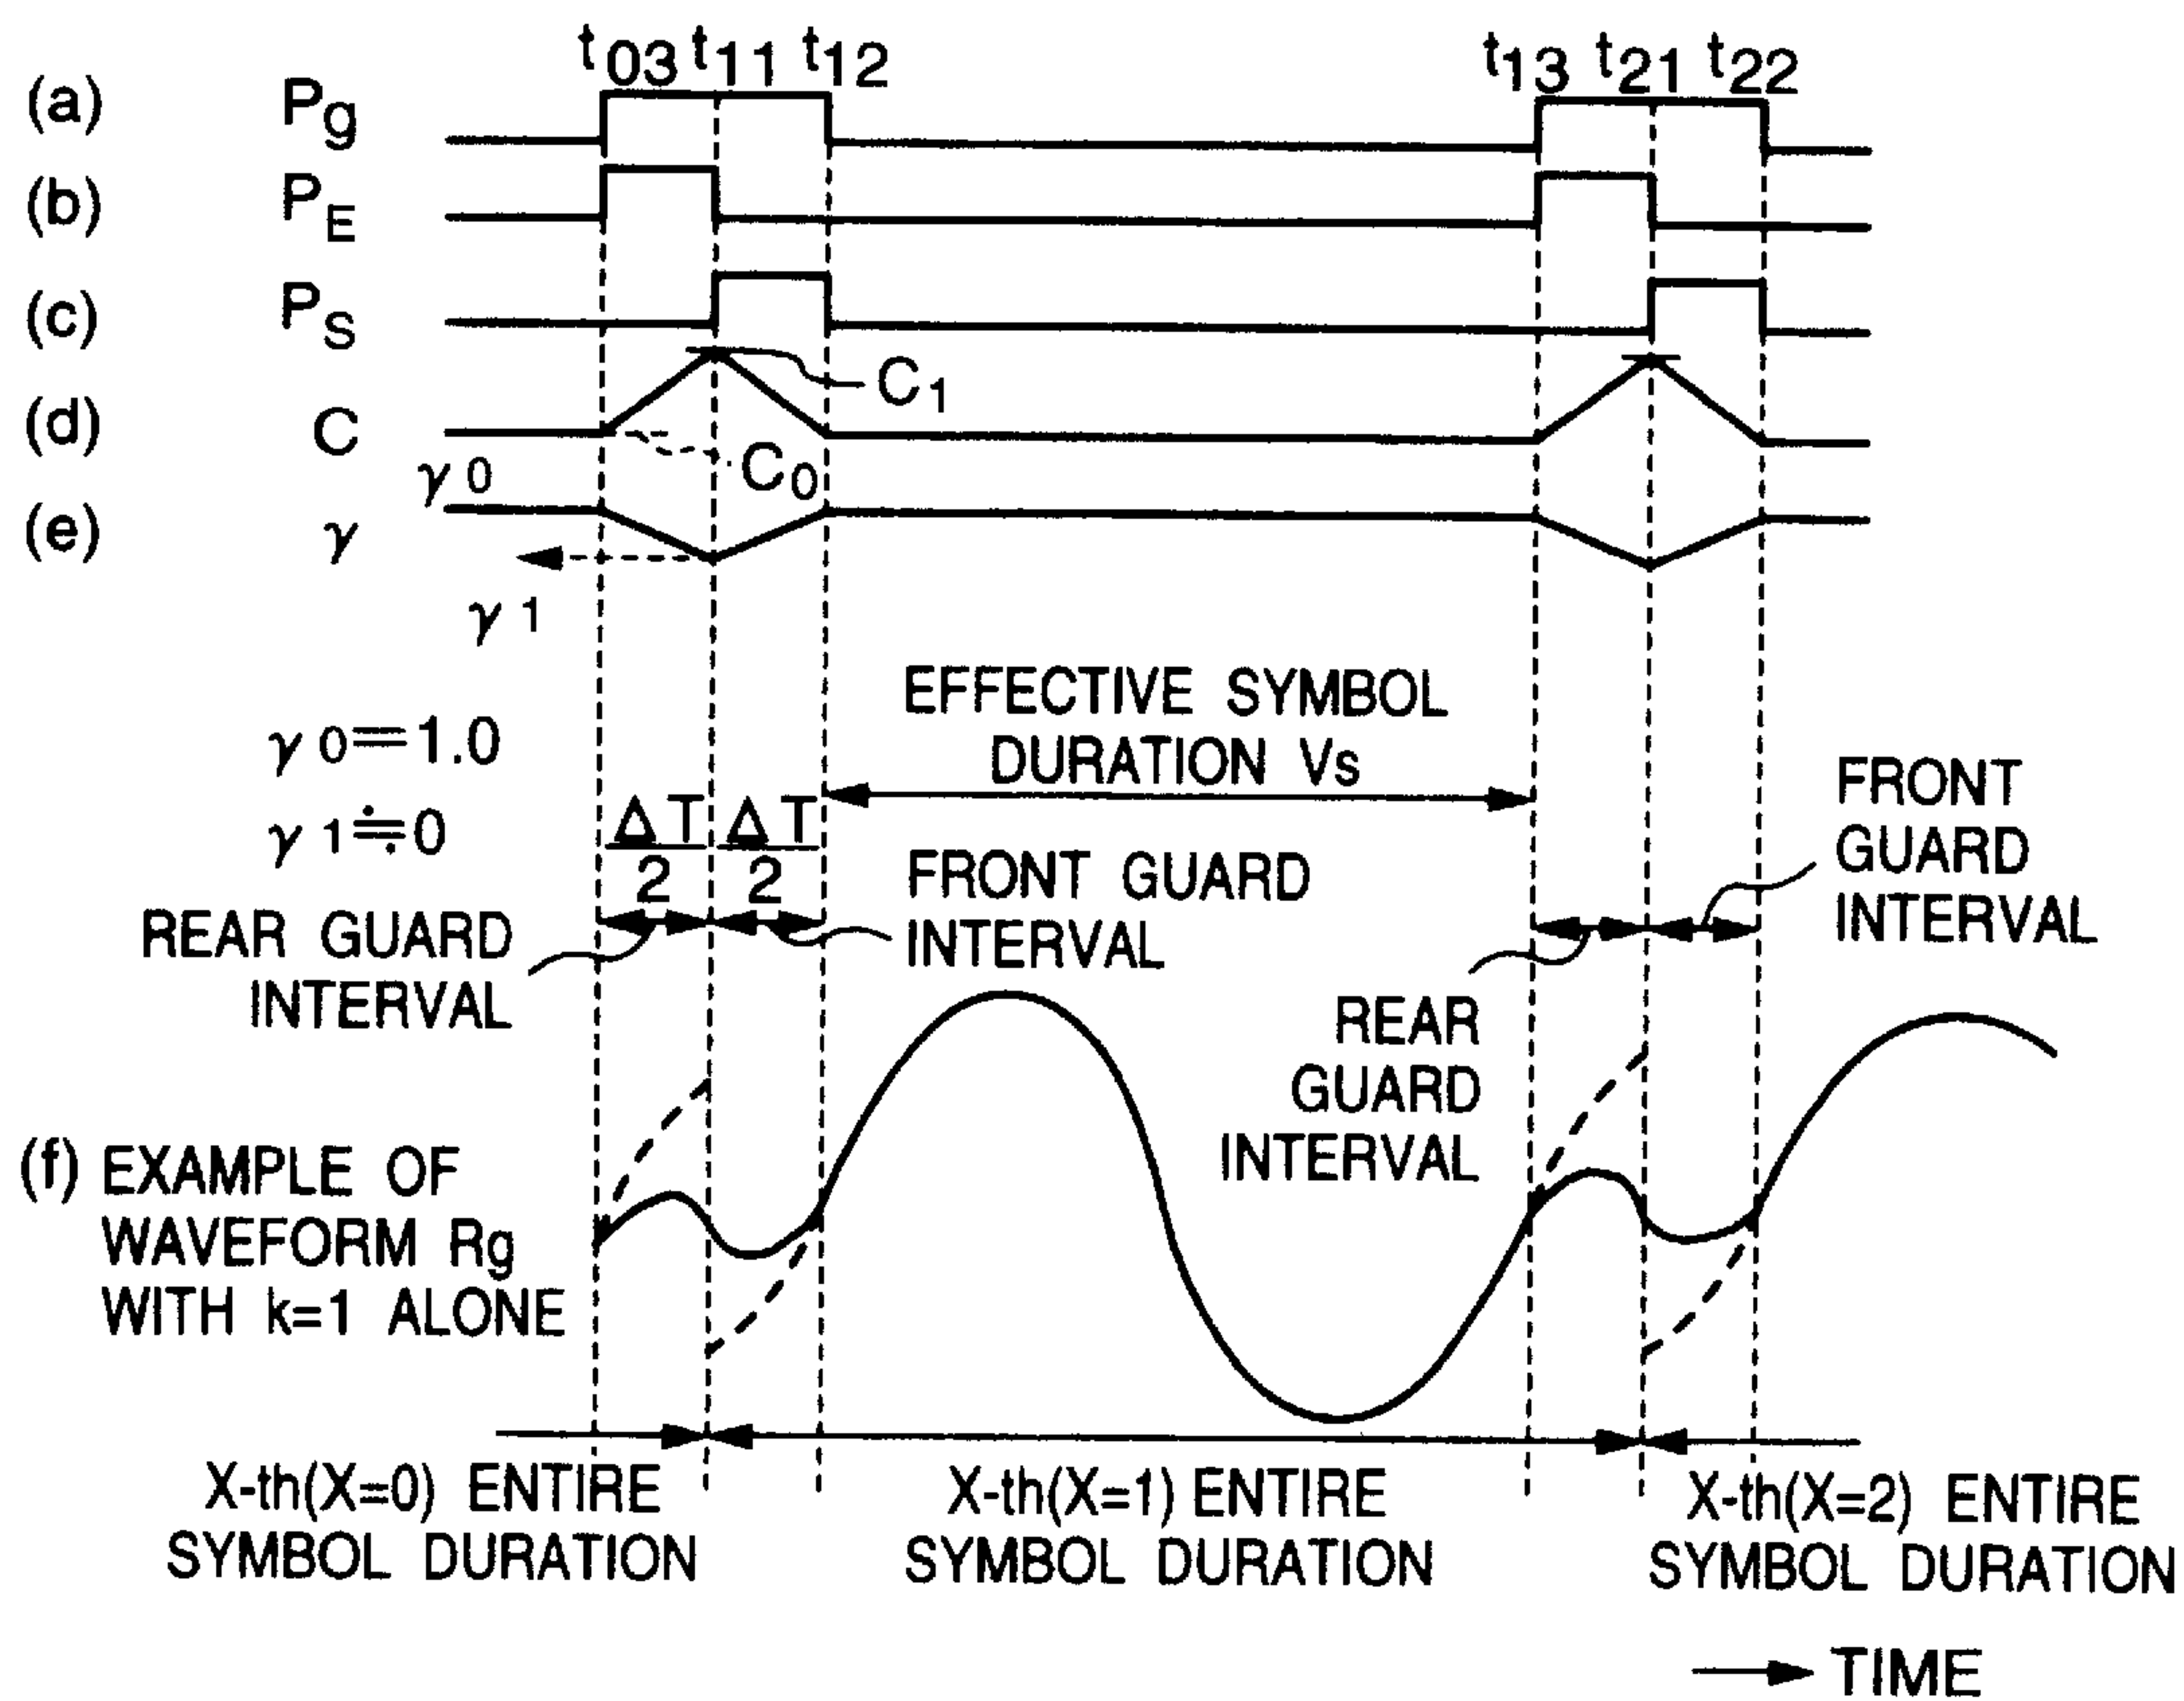 t03 t11 t12 t13 t21 t22
(a) Pg
(b) PE
(c) PS
C1
(d) C
C0
γ0
(e) γ
γ1
EFFECTIVE SYMBOL
DURATION Vs
γ0=1.0
γ1≒0
ΔT/2 ΔT/2
FRONT
GUARD
INTERVAL
FRONT GUARD
INTERVAL
REAR GUARD
INTERVAL
REAR
GUARD
INTERVAL
(f) EXAMPLE OF
WAVEFORM Rg
WITH k=1 ALONE
X-th(X=0) ENTIRE
SYMBOL DURATION
X-th(X=1) ENTIRE
SYMBOL DURATION
X-th(X=2) ENTIRE
SYMBOL DURATION
TIME